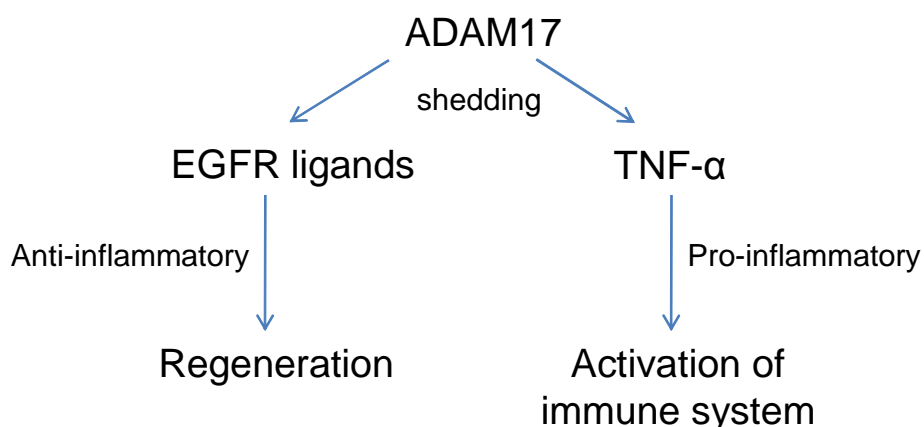 ADAM17
shedding
EGFR ligands
TNF-α
Anti-inflammatory
Pro-inflammatory
Regeneration
Activation of
immune system